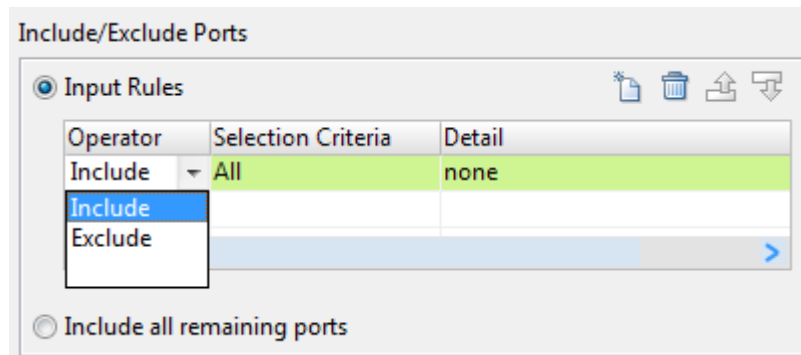 Include/Exclude Ports
Input Rules
Operator Selection Criteria Detail
Include All none
Include
Exclude
Include all remaining ports